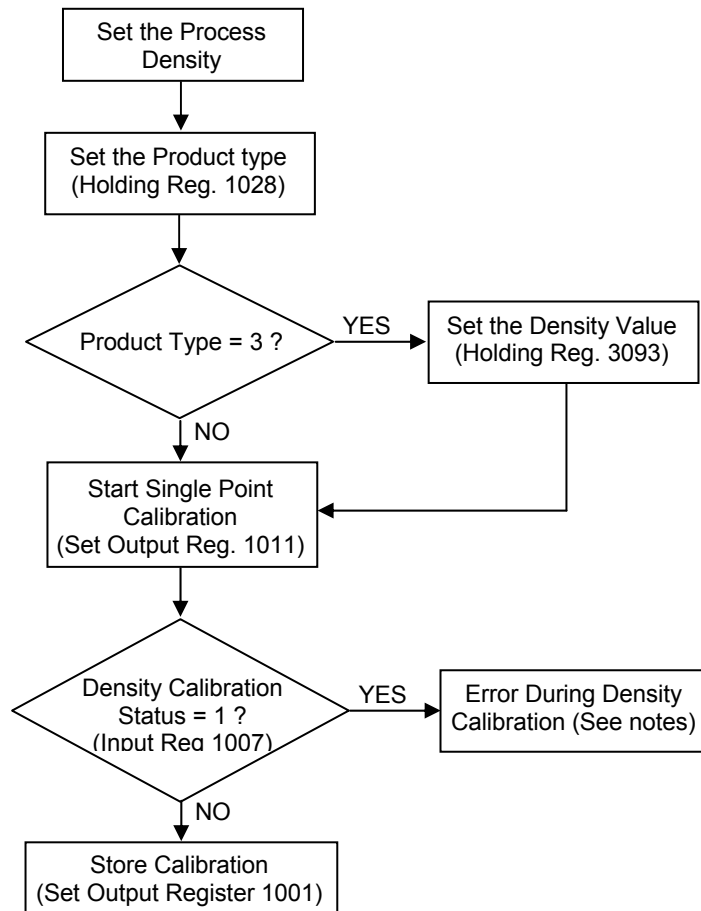 Set the Process
Density
Set the Product type
(Holding Reg. 1028)
Product Type = 3 ?
YES
Set the Density Value
(Holding Reg. 3093)
NO
Start Single Point
Calibration
(Set Output Reg. 1011)
Density Calibration
Status = 1 ?
(Input Reg 1007)
YES
Error During Density
Calibration (See notes)
NO
Store Calibration
(Set Output Register 1001)